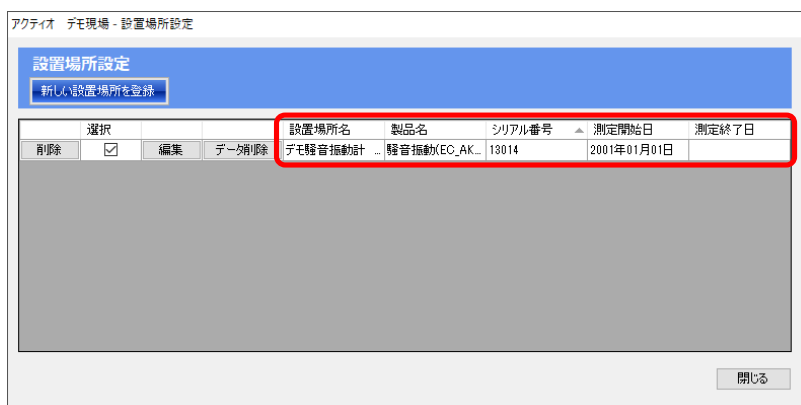 アクティオ デモ現場 - 設置場所設定
設置場所設定
新しい設置場所を登録
選択 設置場所名 製品名 シリアル番号 測定開始日 測定終了日
削除 編集 データ削除 デモ騒音振動計 ... 騒音振動(EC_AK... 13014 2001年01月01日
閉じる